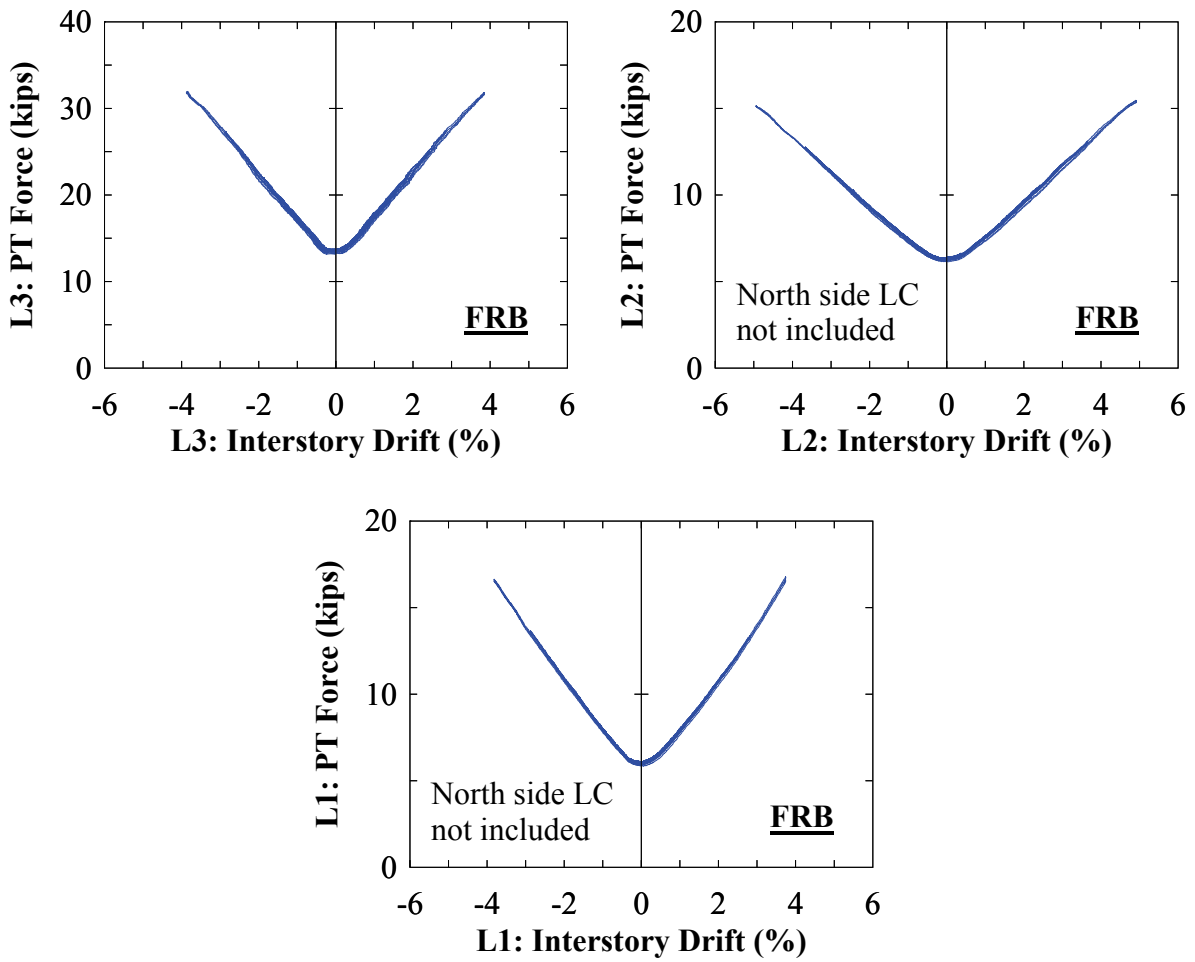 L3: PT Force (kips)
40
30
20
10
0
-6 -4 -2 0 2 4 6
L3: Interstory Drift (%)
FRB
L2: PT Force (kips)
20
10
0
-6 -4 -2 0 2 4 6
L2: Interstory Drift (%)
North side LC
not included
FRB
L1: PT Force (kips)
20
10
0
-6 -4 -2 0 2 4 6
L1: Interstory Drift (%)
North side LC
not included
FRB